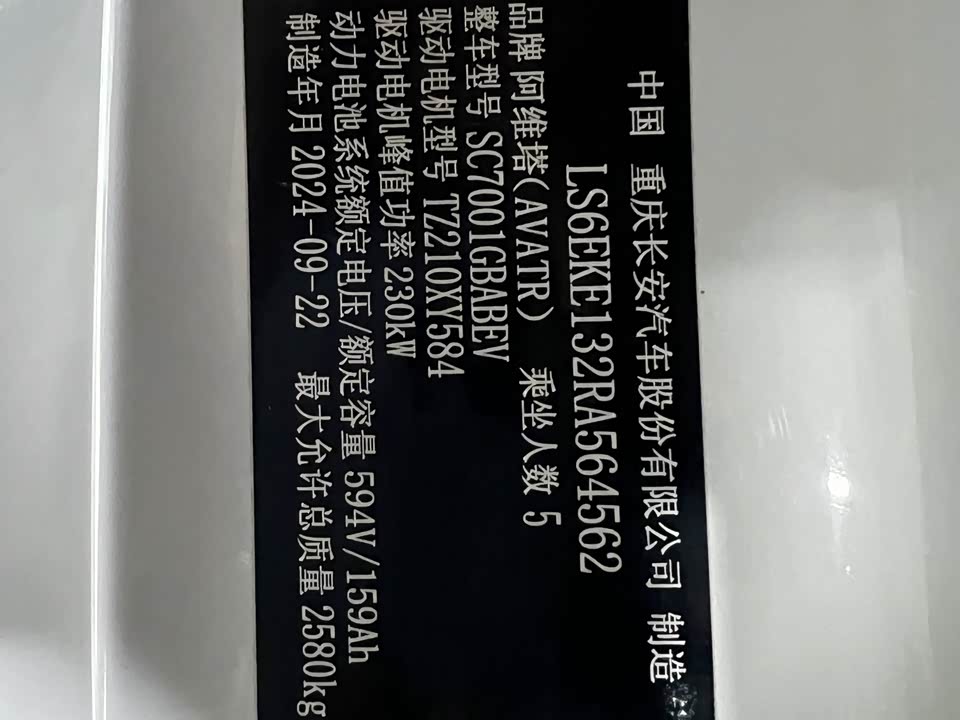 中国 重庆长安汽车股份有限公司 制造
LS6EKE132RA564562
品牌 阿维塔(AVATR) 乘坐人数 5
整车型号 SC7001GBABEV
驱动电机型号 TZ210XY584
驱动电机峰值功率 230kW
动力电池系统额定电压/额定容量 594V/159Ah
制造年月 2024-09-22 最大允许总质量 2580kg